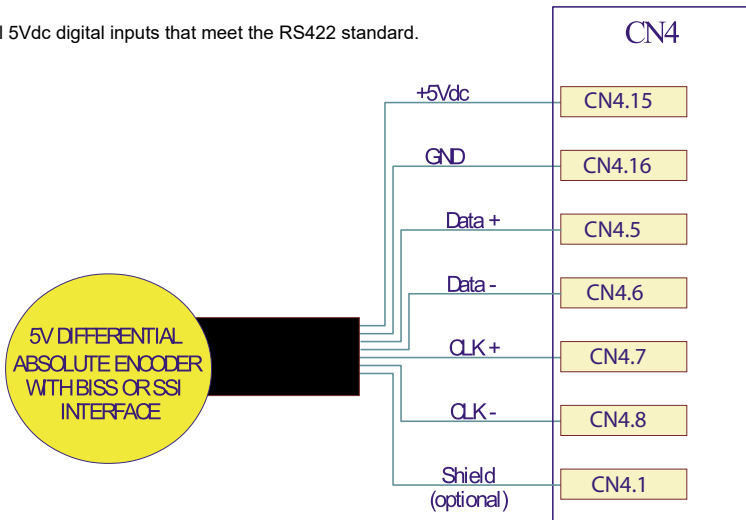 5Vdc digital inputs that meet the RS422 standard.
CN4
+5Vdc
CN4.15
GND
CN4.16
Data +
CN4.5
Data -
CN4.6
CLK +
CN4.7
CLK -
CN4.8
Shield
(optional)
CN4.1
5V DIFFERENTIAL
ABSOLUTE ENCODER
WITH BISS OR SSI
INTERFACE